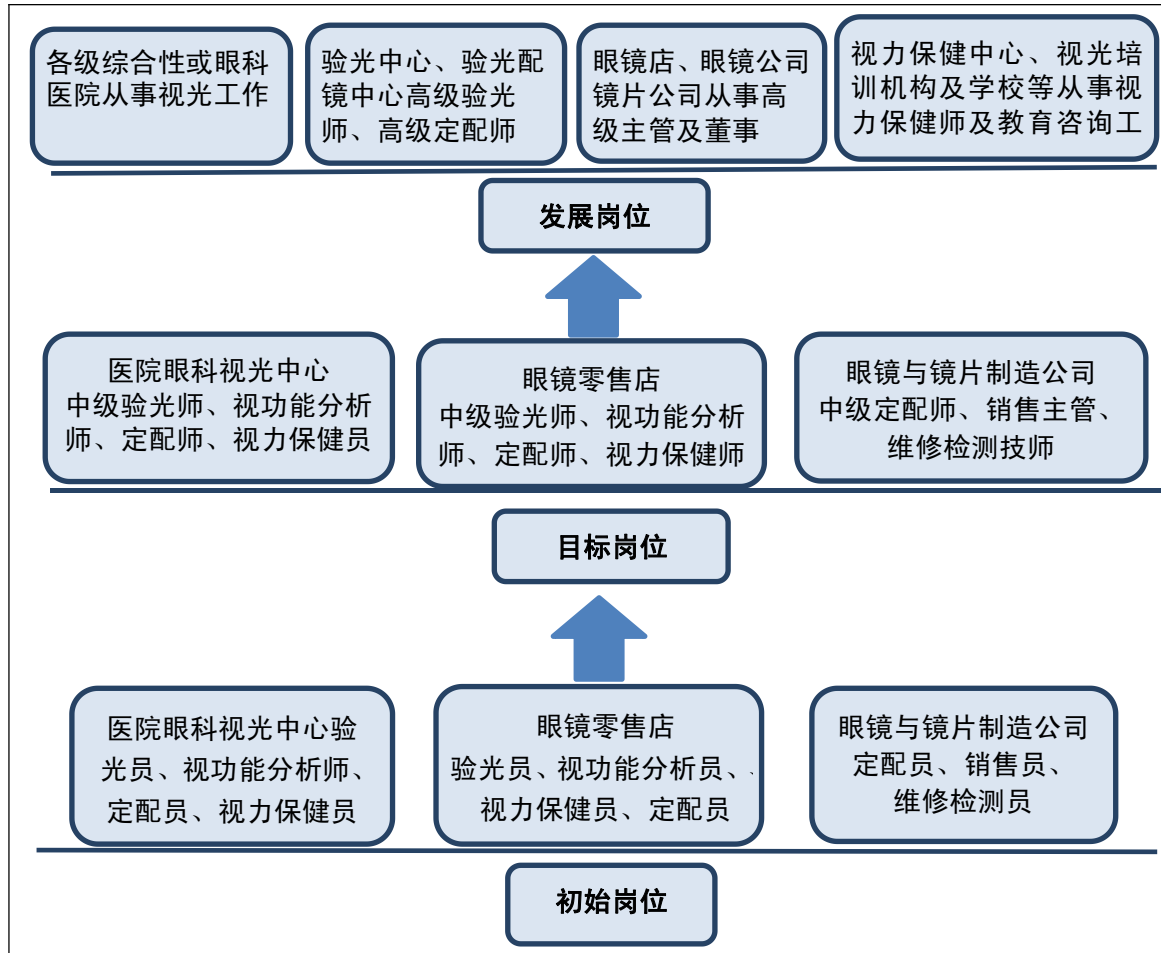 各级综合性或眼科
医院从事视光工作
验光中心、验光配
镜中心高级验光
师、高级定配师
眼镜店、眼镜公司
镜片公司从事高
级主管及董事
视力保健中心、视光培
训机构及学校等从事视
力保健师及教育咨询工
发展岗位
医院眼科视光中心
中级验光师、视功能分析
师、定配师、视力保健员
眼镜零售店
中级验光师、视功能分析
师、定配师、视力保健师
眼镜与镜片制造公司
中级定配师、销售主管、
维修检测技师
目标岗位
医院眼科视光中心验
光员、视功能分析师、
定配员、视力保健员
眼镜零售店
验光员、视功能分析员、、
视力保健员、定配员
眼镜与镜片制造公司
定配员、销售员、
维修检测员
初始岗位